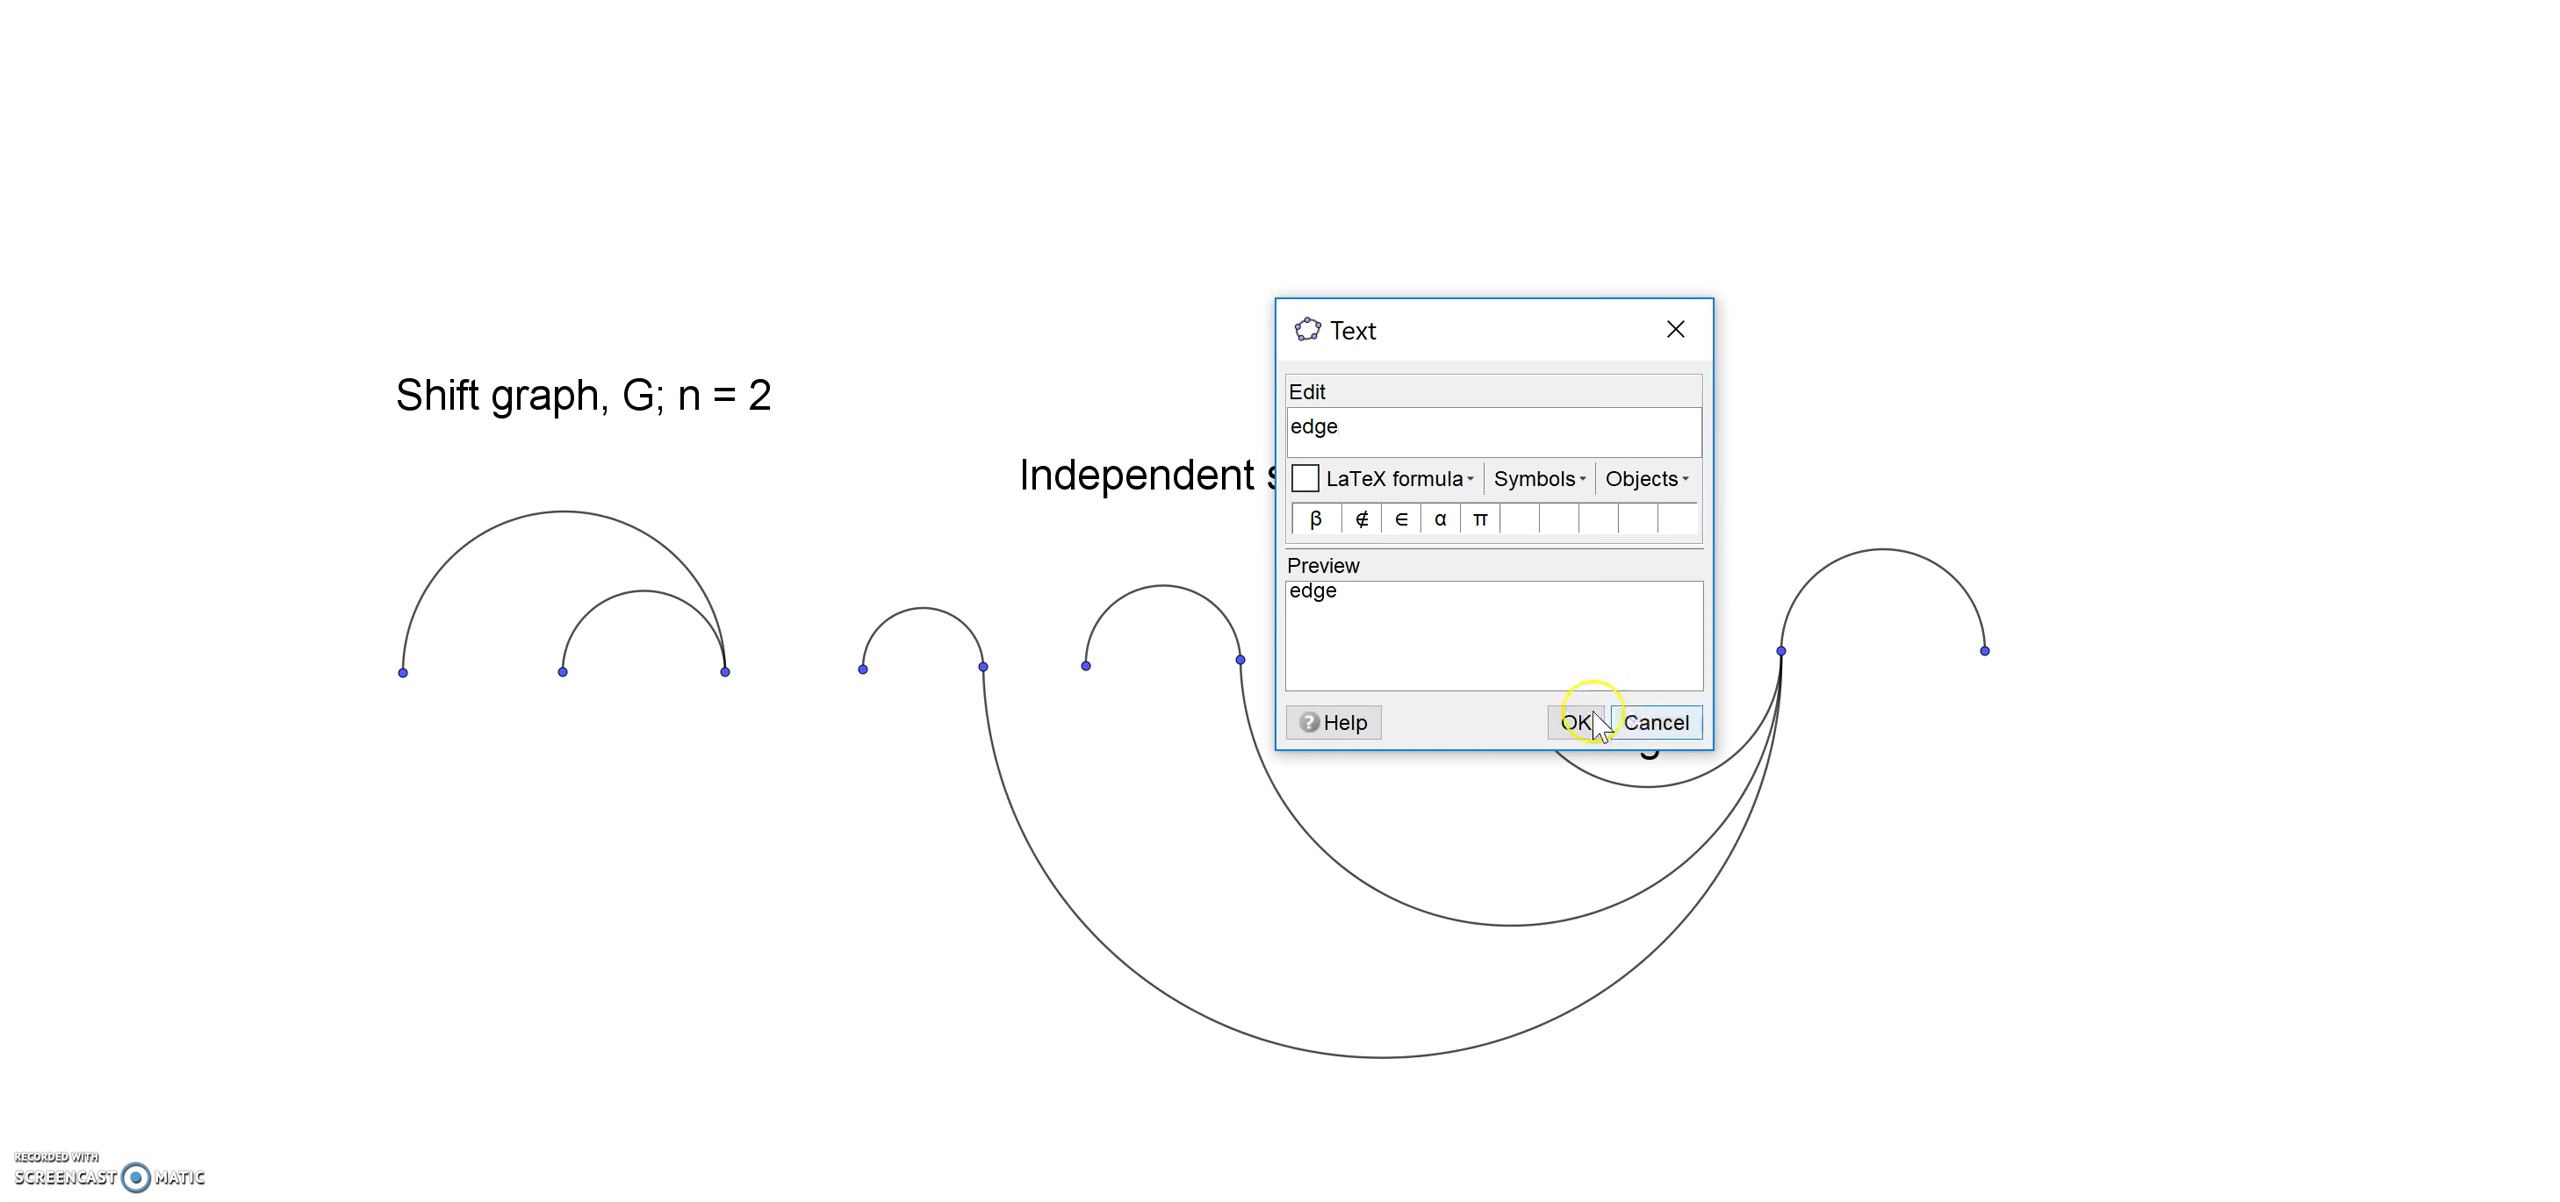 Shift graph, G; n = 2
Independent
Text
Edit
edge
LaTeX formula
Symbols
Objects
β ∉ ∈ α π
Preview
edge
Help
OK
Cancel
RECORDED WITH
SCREENCAST MATIC